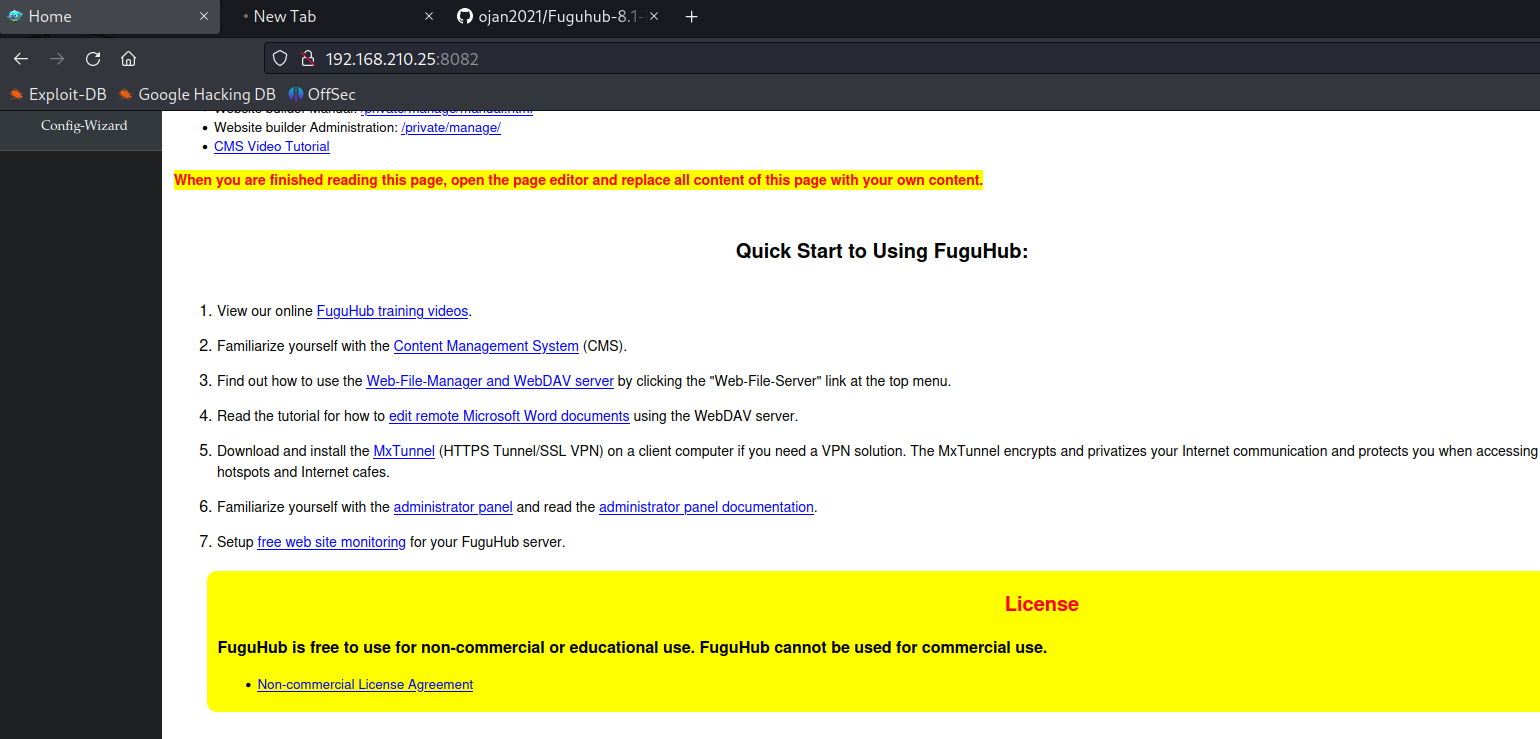 Home
New Tab
ojan2021/Fuguhub-8.1-
192.168.210.25:8082
Exploit-DB
Google Hacking DB
OffSec
Config-Wizard
Website builder Manual: /private/manage/manual.html
Website builder Administration: /private/manage/
CMS Video Tutorial
When you are finished reading this page, open the page editor and replace all content of this page with your own content.
Quick Start to Using FuguHub:
1. View our online FuguHub training videos.
2. Familiarize yourself with the Content Management System (CMS).
3. Find out how to use the Web-File-Manager and WebDAV server by clicking the "Web-File-Server" link at the top menu.
4. Read the tutorial for how to edit remote Microsoft Word documents using the WebDAV server.
5. Download and install the MxTunnel (HTTPS Tunnel/SSL VPN) on a client computer if you need a VPN solution. The MxTunnel encrypts and privatizes your Internet communication and protects you when accessing
hotspots and Internet cafes.
6. Familiarize yourself with the administrator panel and read the administrator panel documentation.
7. Setup free web site monitoring for your FuguHub server.
License
FuguHub is free to use for non-commercial or educational use. FuguHub cannot be used for commercial use.
Non-commercial License Agreement